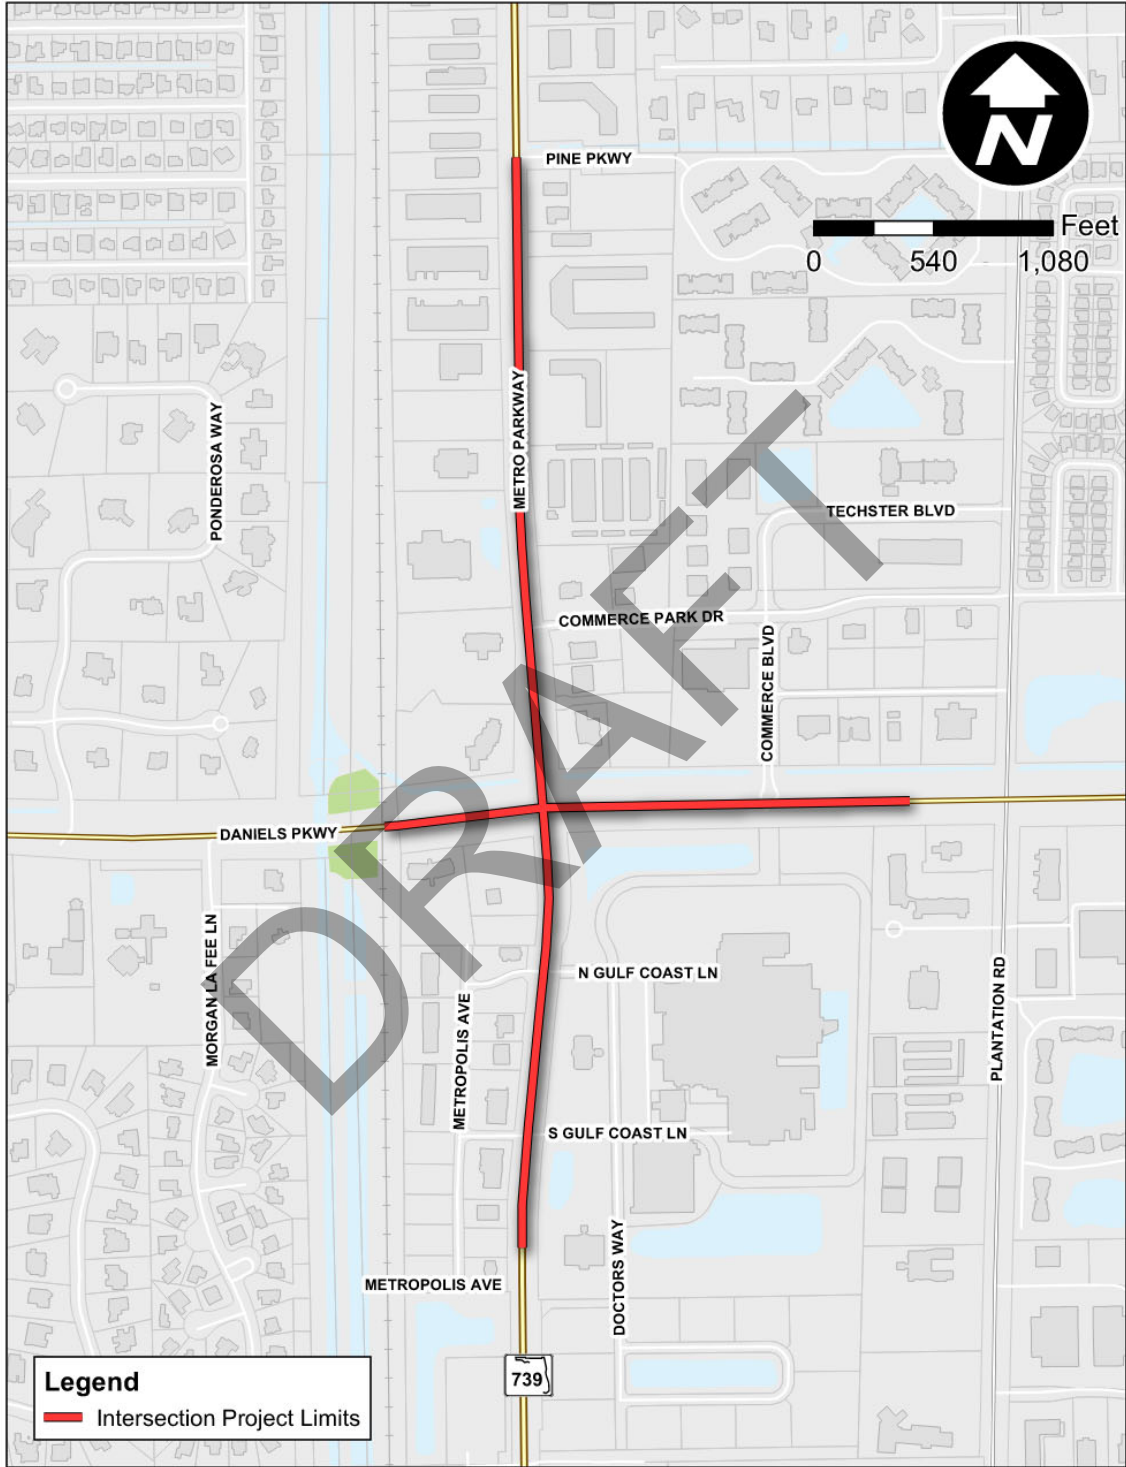 N
PINE PKWY
Feet
0 540 1,080
METRO PARKWAY
PONDEROSA WAY
TECHSTER BLVD
COMMERCE PARK DR
COMMERCE BLVD
DANIELS PKWY
DRAFT
MORGAN LA FEE LN
N GULF COAST LN
METROPOLIS AVE
PLANTATION RD
S GULF COAST LN
DOCTORS WAY
METROPOLIS AVE
739
Legend
Intersection Project Limits